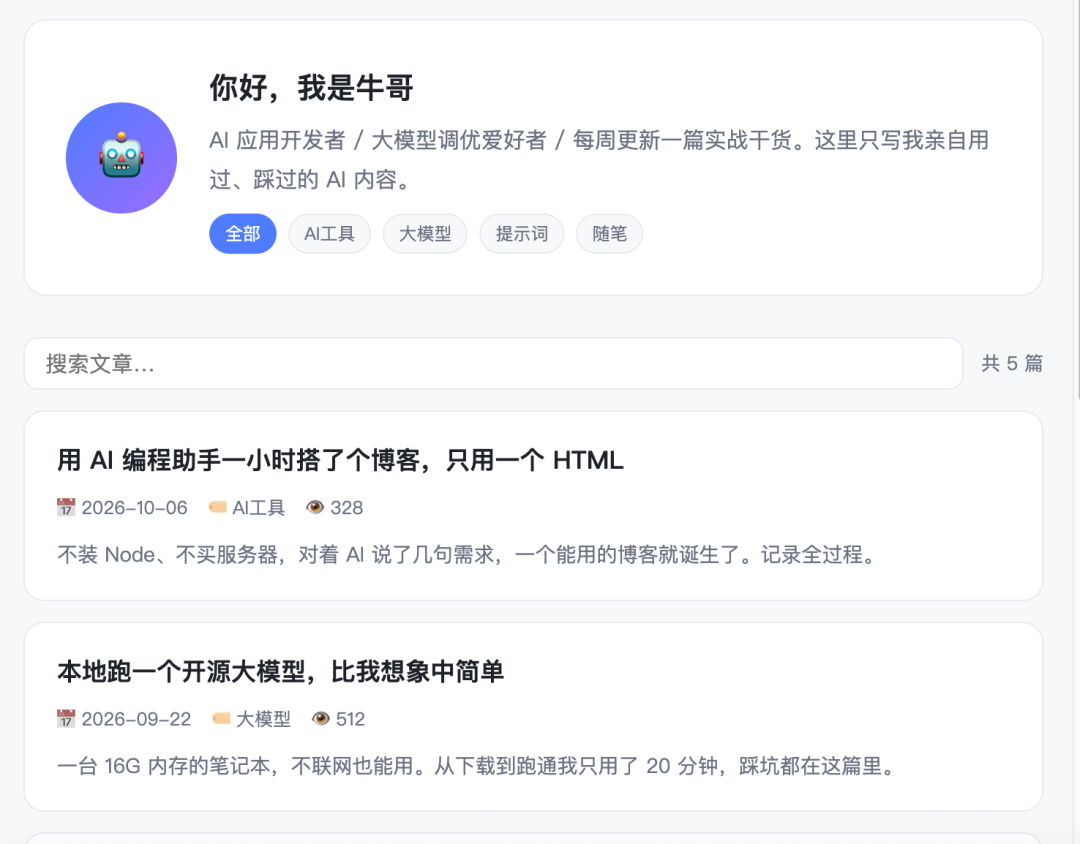 你好，我是牛哥
AI 应用开发者 / 大模型调优爱好者 / 每周更新一篇实战干货。这里只写我亲自用
过、踩过的 AI 内容。
全部 AI工具 大模型 提示词 随笔
搜索文章... 共 5 篇
用 AI 编程助手一小时搭了个博客，只用一个 HTML
📅 2026-10-06 🏷️ AI工具 👁️ 328
不装 Node、不买服务器，对着 AI 说了几句需求，一个能用的博客就诞生了。记录全过程。
本地跑一个开源大模型，比我想象中简单
📅 2026-09-22 🏷️ 大模型 👁️ 512
一台 16G 内存的笔记本，不联网也能用。从下载到跑通我只用了 20 分钟，踩坑都在这篇里。